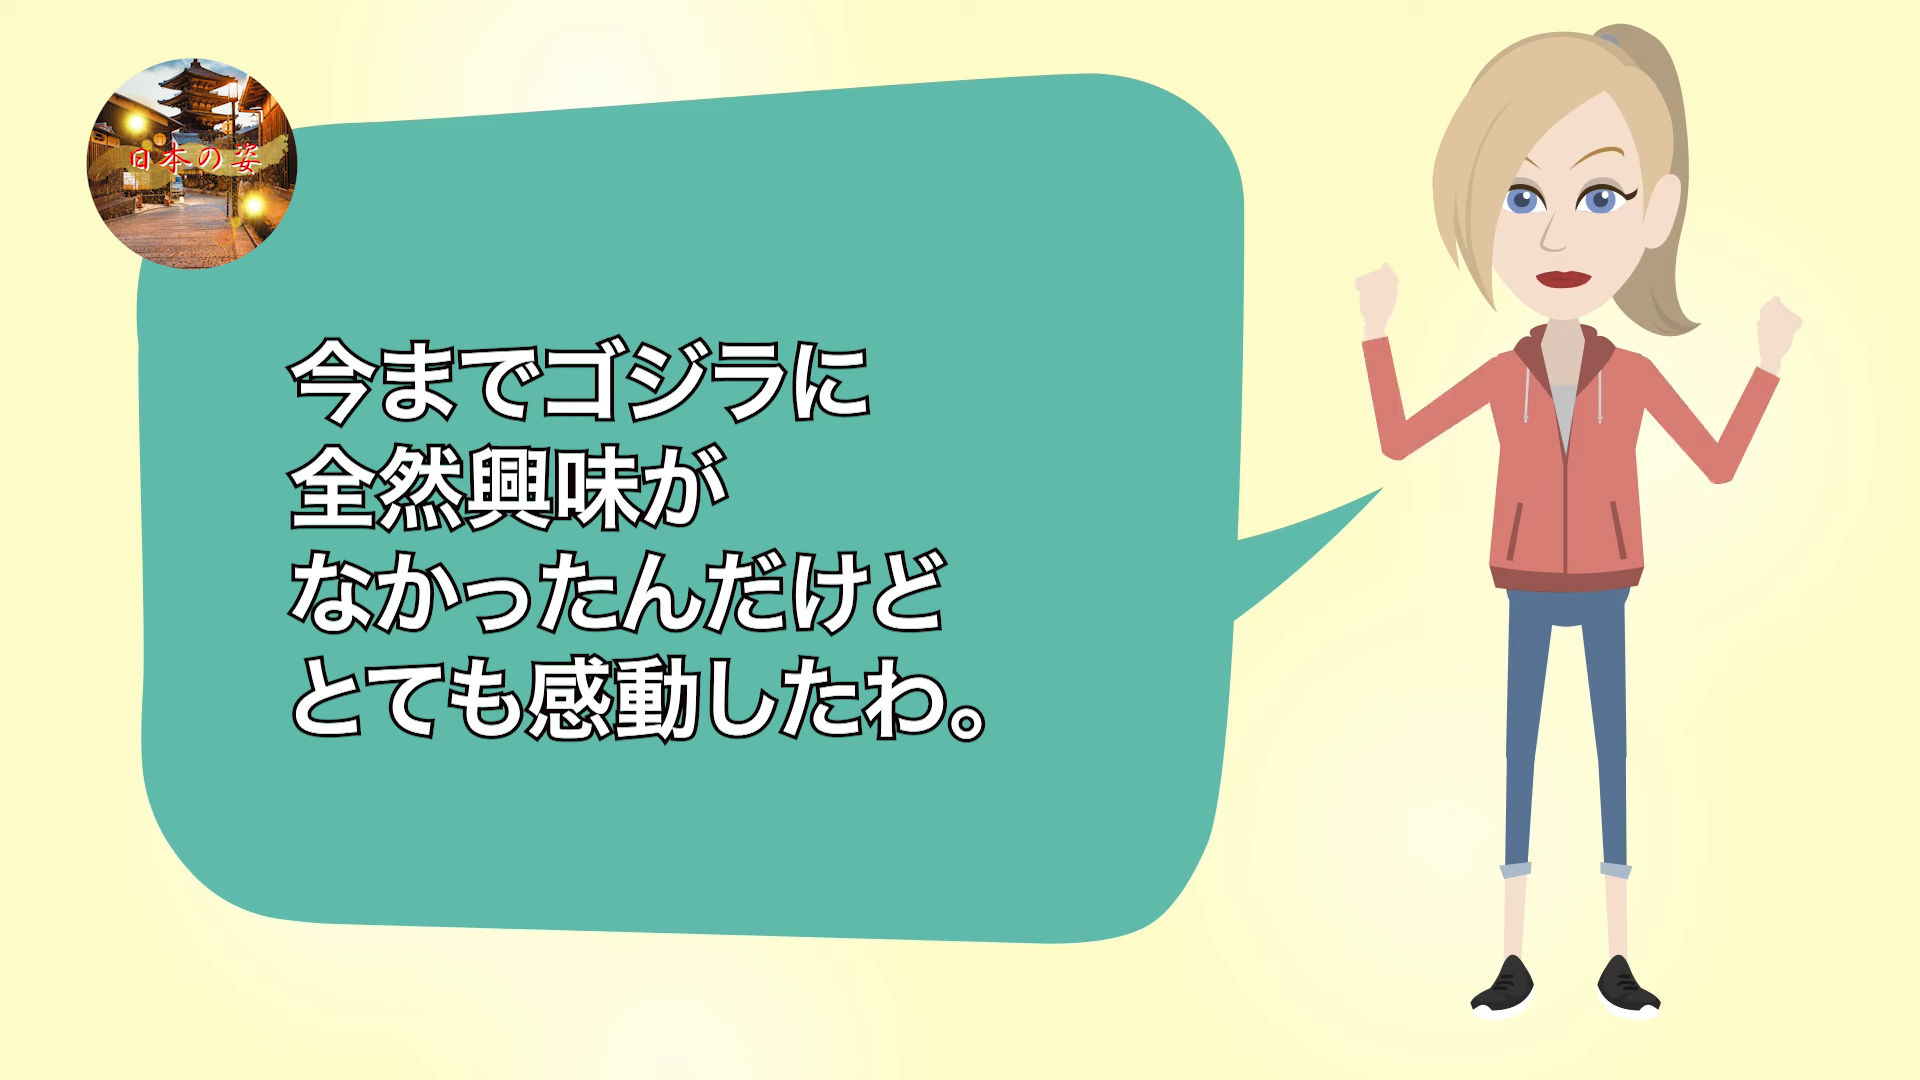 日本の姿
今までゴジラに
全然興味が
なかったんだけど
とても感動したわ。